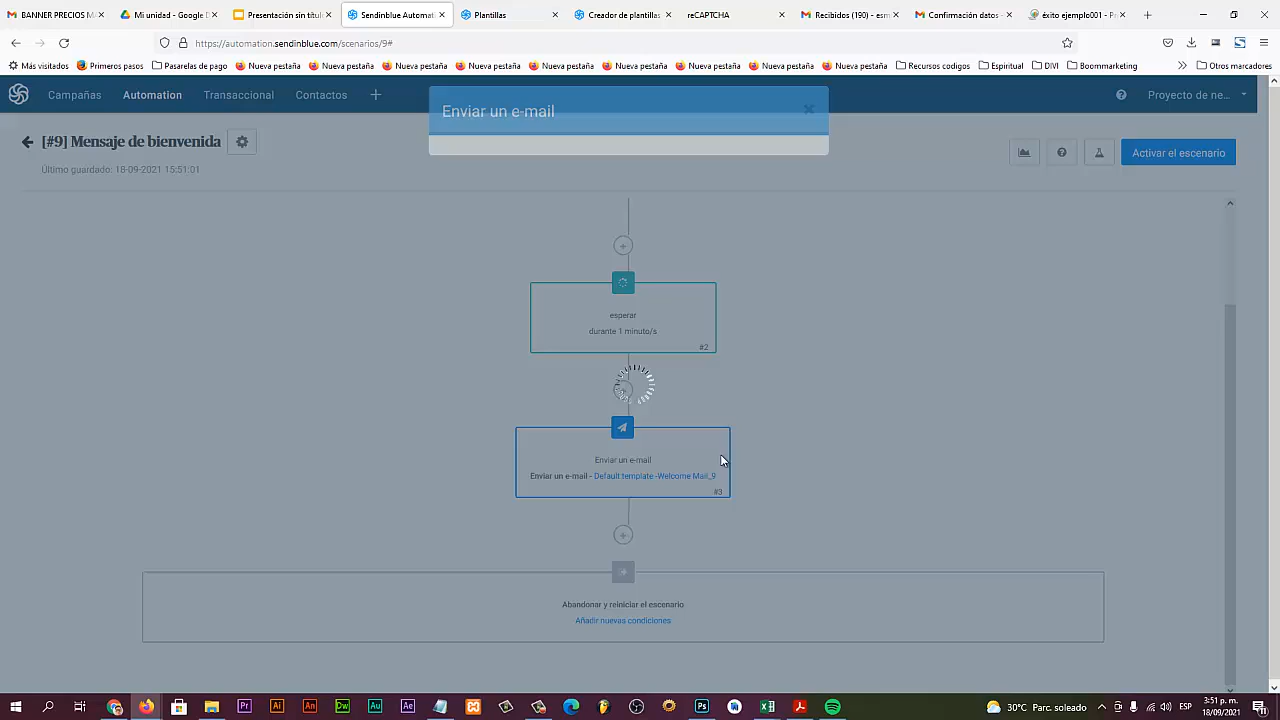 BANNER PRECIOS M
Mi unidad - Google
Presentación sin títu
Sendinblue Automat
Plantillas
Creador de plantillas
reCAPTCHA
Recibidos (190) - em
Confirmación datos
éxito ejemplo001 - P
https://automation.sendinblue.com/scenarios/9#
Más visitados
Primeros pasos
Pasarelas de pago
Nueva pestaña
Nueva pestaña
Nueva pestaña
Nueva pestaña
Nueva pestaña
Nueva pestaña
Nueva pestaña
Nueva pestaña
Recursos codigos
Espiritual
DIVI
Boommarketing
Otros marcadores
Campañas
Automation
Transaccional
Contactos
Proyecto de ne...
Enviar un e-mail
[#9] Mensaje de bienvenida
Último guardado: 18-09-2021 15:51:01
Activar el escenario
esperar
durante 1 minuto/s
#2
Enviar un e-mail
Enviar un e-mail - Default template -Welcome Mail_9
#3
Abandonar y reiniciar el escenario
Añadir nuevas condiciones
33°C Parc. soleado
ESP
3:51 p. m.
18/09/2021